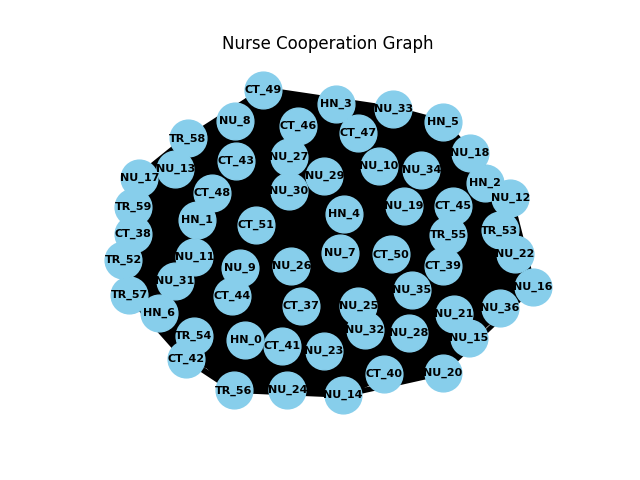 Nurse Cooperation Graph
CT_49
HN_3
NU_33
NU_8
CT_46
HN_5
CT_47
TR_58
NU_18
NU_27
CT_43
NU_10
NU_13
NU_34
NU_29
NU_17
HN_2
NU_30
CT_48
NU_12
TR_59
NU_19
CT_45
HN_4
HN_1
CT_51
TR_53
CT_38
TR_55
NU_7
CT_50
NU_22
NU_11
TR_52
NU_26
CT_39
NU_9
NU_31
NU_16
NU_35
TR_57
CT_44
CT_37
NU_25
NU_36
HN_6
NU_21
NU_32
NU_28
TR_54
NU_15
HN_0
CT_41
NU_23
CT_42
CT_40
NU_20
TR_56
NU_24
NU_14